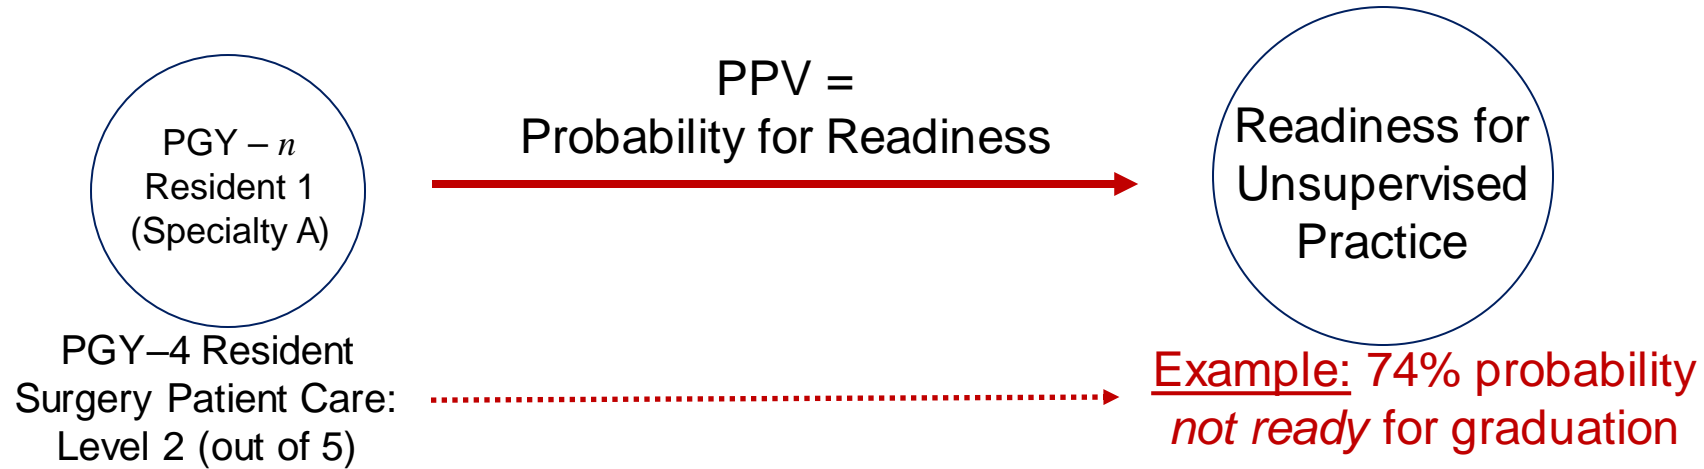 PGY – n
Resident 1
(Specialty A)
PPV =
Probability for Readiness
Readiness for
Unsupervised
Practice
PGY–4 Resident
Surgery Patient Care:
Level 2 (out of 5)
Example: 74% probability
not ready for graduation